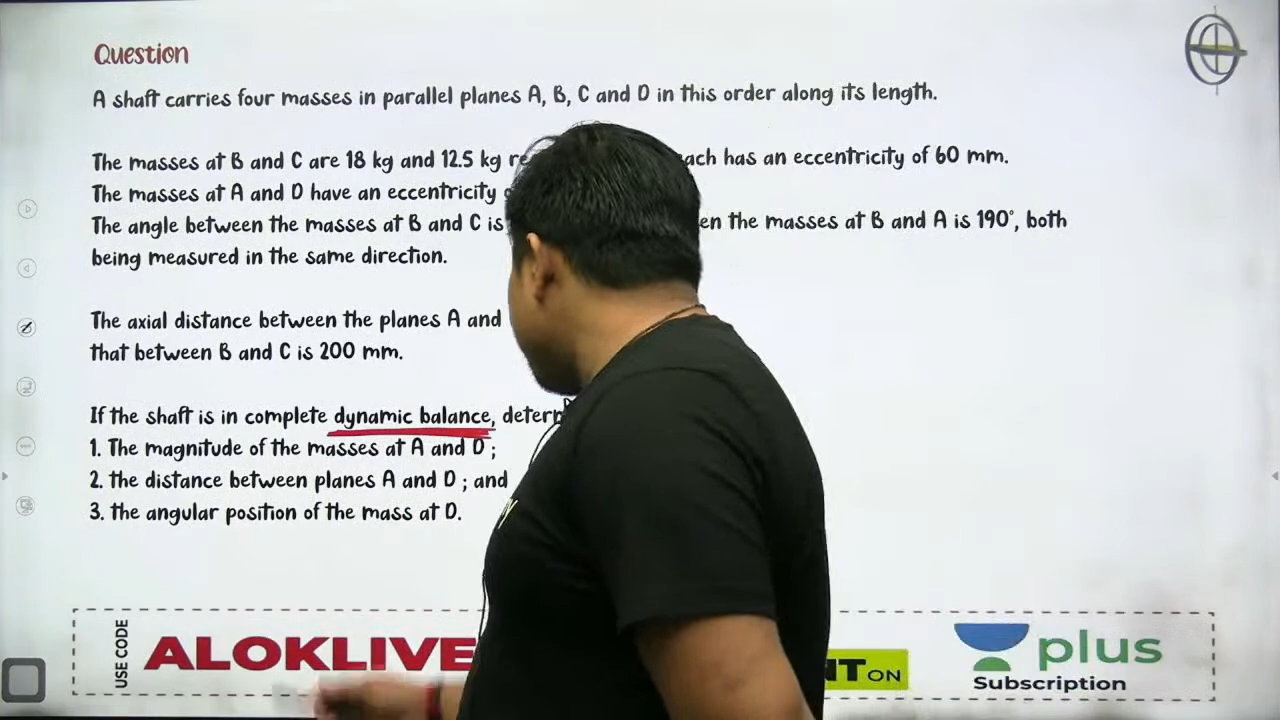 Question
A shaft carries four masses in parallel planes A, B, C and D in this order along its length.
The masses at B and C are 18 kg and 12.5 kg has an eccentricity of 60 mm.
The masses at A and D have an eccentricity
The angle between the masses at B and C is the masses at B and A is 190°, both
being measured in the same direction.
The axial distance between the planes A and
that between B and C is 200 mm.
If the shaft is in complete dynamic balance,
1. The magnitude of the masses at A and D ;
2. the distance between planes A and D ; and
3. the angular position of the mass at D.
USE CODE
ALOKLIVE
ON
plus
Subscription